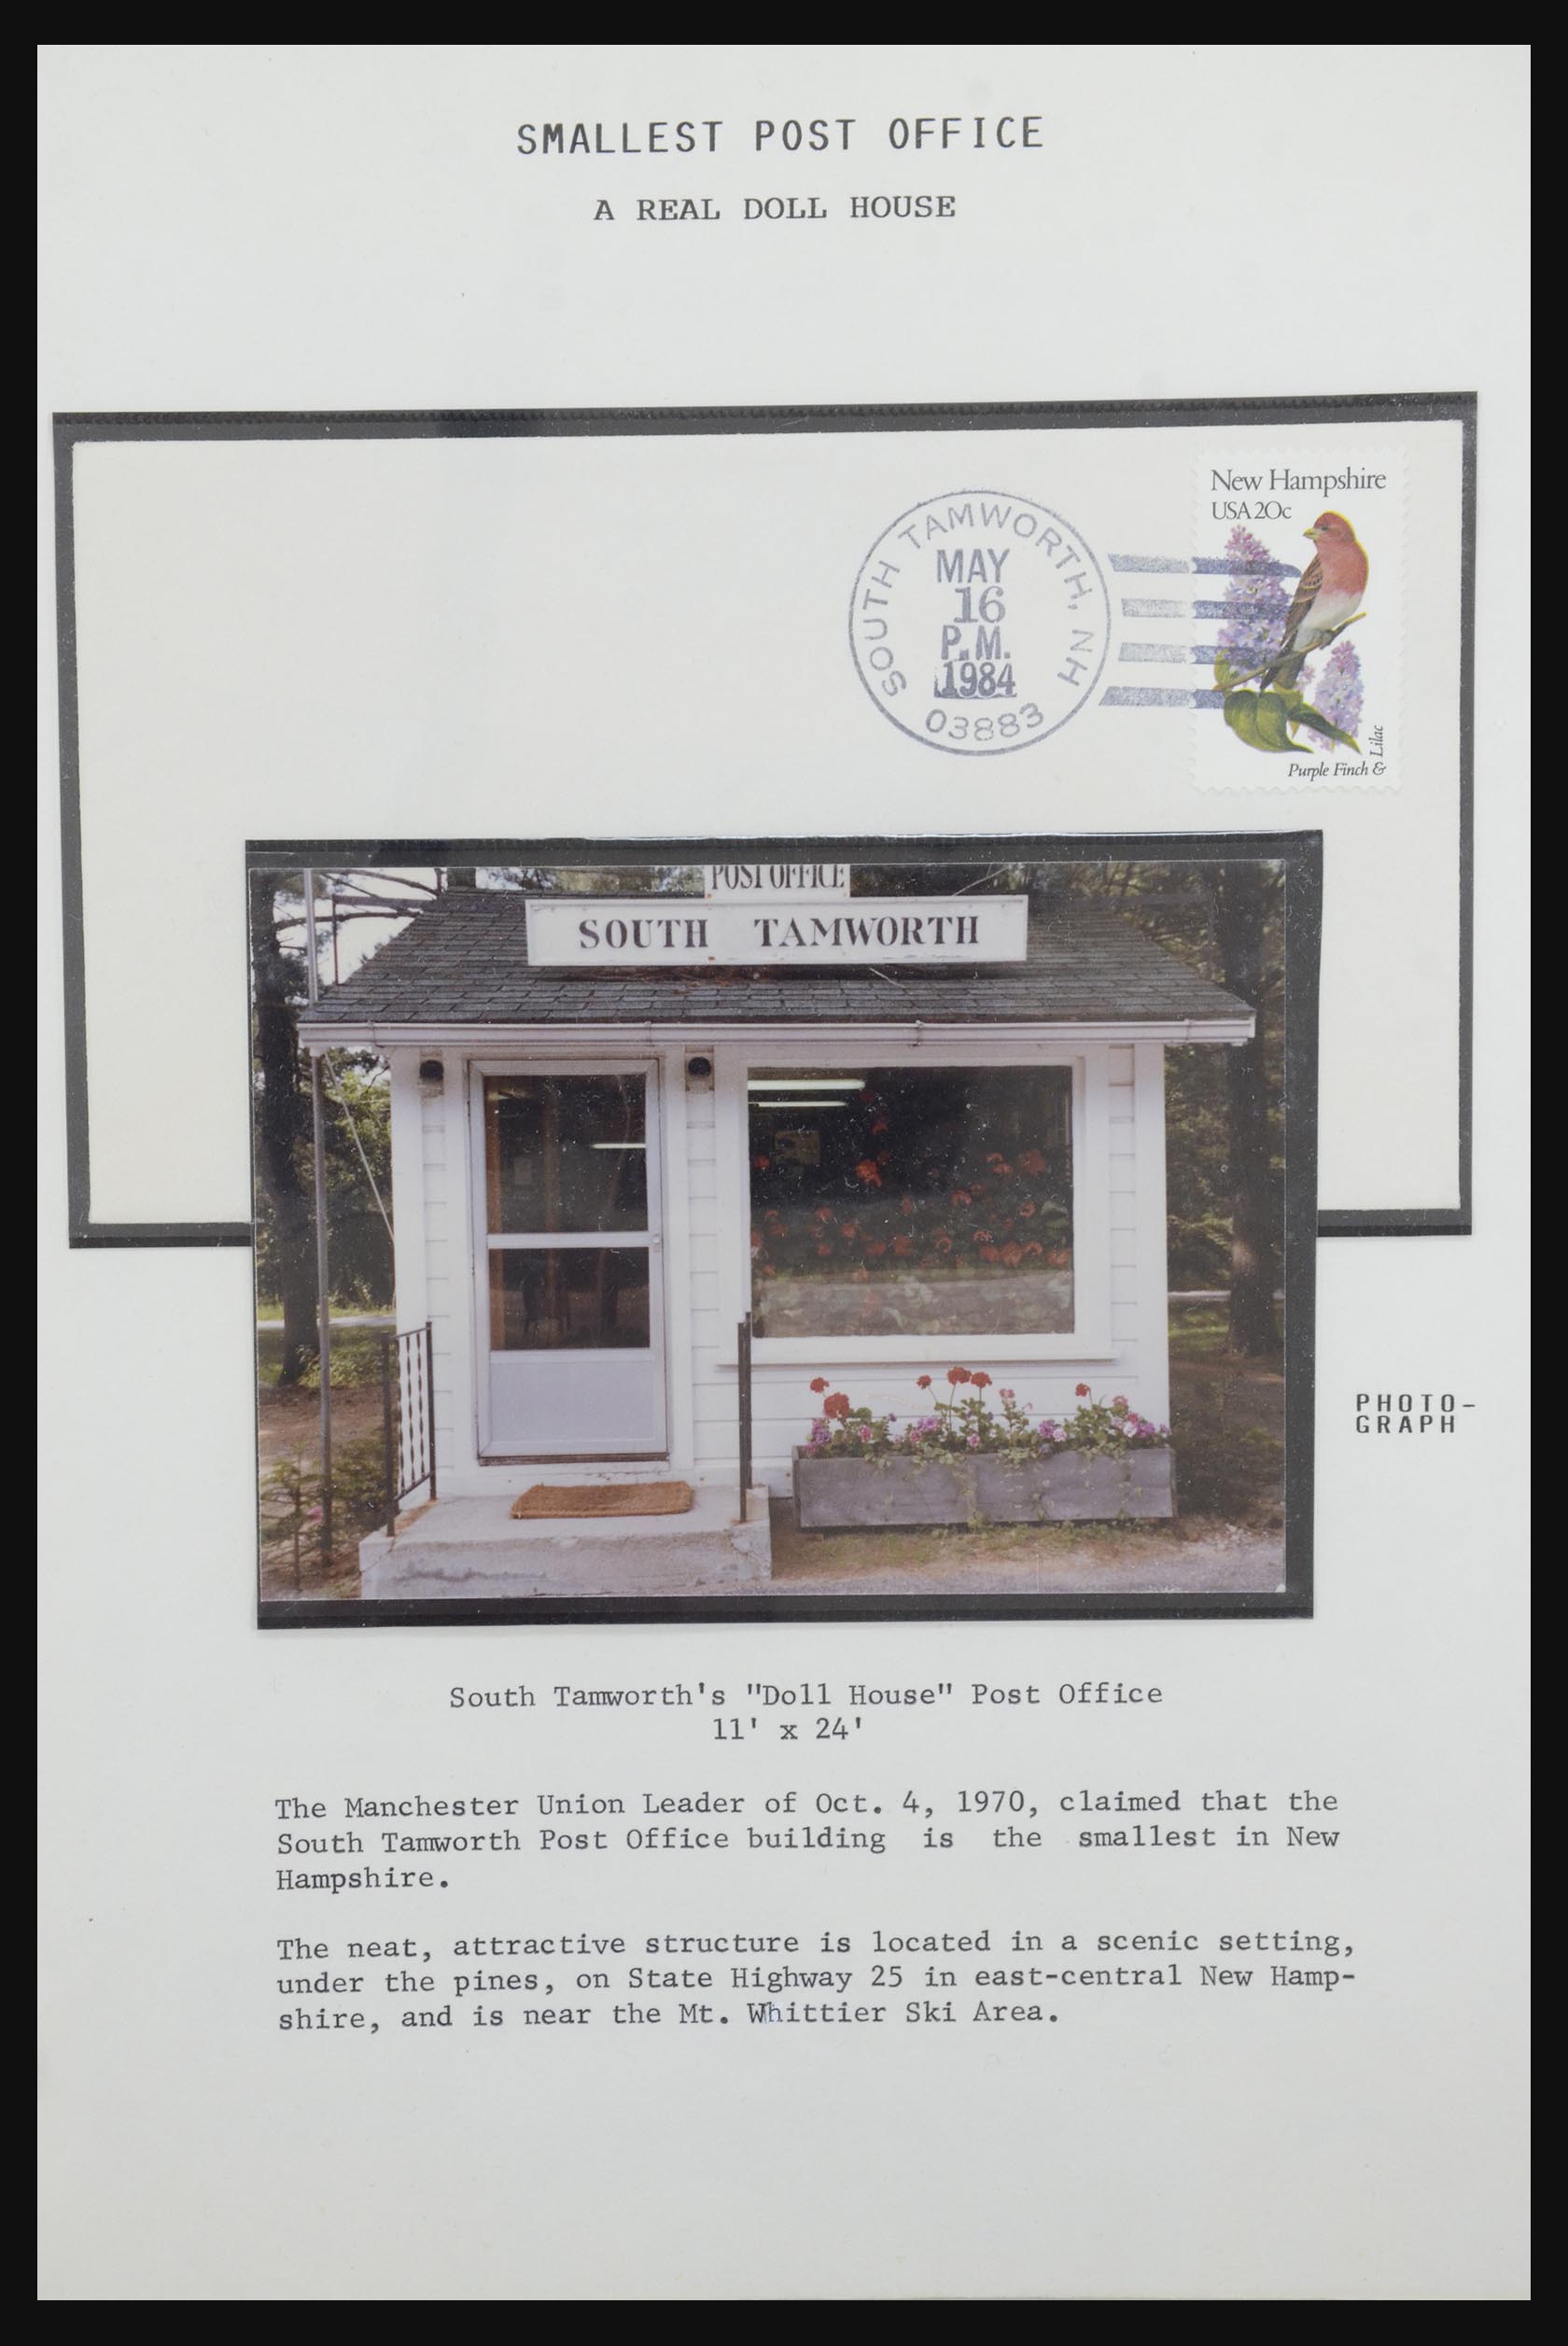 SMALLEST POST OFFICE
A REAL DOLL HOUSE
New Hampshire
USA 20c
SOUTH TAMWORTH, NH
MAY
16
P.M.
1984
03883
Lilac
Purple Finch &
POST OFFICE
SOUTH TAMWORTH
PHOTO-
GRAPH
South Tamworth's "Doll House" Post Office
11' x 24'
The Manchester Union Leader of Oct. 4, 1970, claimed that the
South Tamworth Post Office building is the smallest in New
Hampshire.
The neat, attractive structure is located in a scenic setting,
under the pines, on State Highway 25 in east-central New Hamp-
shire, and is near the Mt. Whittier Ski Area.